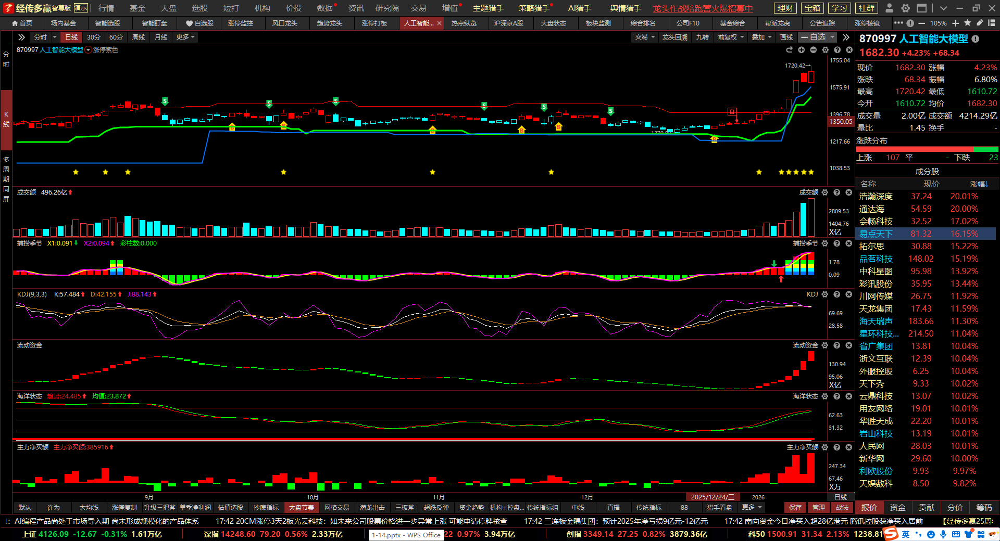 经传多赢 智尊版 演示 行情 基金 大盘 选股 短打 机构 价投 数据 资讯 研究院 交易 增值 主题猎手 策略猎手 AI猎手 舆情猎手 龙头作战陪跑营火爆招募中 理财 宝箱 学习 社群
首页 场内基金 智能选股 智能盯盘 自选股 涨停监控 风口龙头 趋势龙头 涨停打板 人工智能... 热点纵览 沪深京A股 大盘状态 板块监测 综合排名 公司F10 基金综合 帮派龙虎 公告追踪 涨停棱镜 105%
分时 日线 30分 60分 周线 月线 更多 交易 龙头回溯 九转 前复权 叠加 画线 一自选
分时
K线
多周期同屏
870997 人工智能大模型 涨停紫色
1755.04
1720.42
1575.91
1396.78
1350.05
1270.9
1217.66
1038.53
成交额 496.26亿 成交额
2809.53
1404.76
X亿
捕捞季节 X1:0.091 X2:0.094 彩柱数:0.000 捕捞季节
1.78
0.09
KDJ(9,3,3) K:57.484 D:42.155 J:88.143 KDJ
69.69
28.58
流动资金 流动资金
130.94
95.06
X亿
海洋状态 趋势:24.485 均值:23.872 海洋状态
62.63
31.32
主力净买额 主力净买额:385916 主力净买额
247.34
67.46
X万
9月 10月 11月 12月 2025/12/24/三 2026 日线
默认 许为 大均线 涨停复制 升级三把斧 单季净利润 估值选股 抄底指标 大盘节奏 网格交易 潜龙出击 三板斧 超跌反弹 资金趋势 机构+控盘... 传统指标组 中线 直播 传统指标 88 猎手看盘 更多 保存 管理 战法
870997 人工智能大模型
1682.30 +4.23% +68.34
现价 1682.30 涨幅 4.23%
涨跌 68.34 振幅 6.80%
最高 1720.42 最低 1610.72
今开 1610.72 均价 1682.30
成交量 2.00亿 成交额 4214.29亿
量比 1.45 换手 -
涨跌分布
上涨 107 平 - 下跌 23
成分股
名称 现价 涨幅↓
浩瀚深度 37.24 20.01%
通达海 54.59 20.00%
会畅科技 32.52 17.02%
易点天下 81.32 16.15%
拓尔思 30.88 15.22%
品茗科技 148.02 15.19%
中科星图 95.98 13.92%
彩讯股份 35.95 13.44%
川网传媒 26.75 11.92%
天龙集团 17.43 11.59%
海天瑞声 183.66 11.30%
星环科技... 214.50 11.04%
省广集团 13.81 10.04%
浙文互联 12.39 10.04%
外服控股 6.25 10.04%
天下秀 9.33 10.02%
云鼎科技 13.07 10.02%
用友网络 19.01 10.01%
华胜天成 22.20 10.01%
岩山科技 13.19 10.01%
人民网 28.03 10.01%
新华网 29.60 10.00%
利欧股份 9.93 9.97%
天娱数科 8.50 9.82%
报价 资金 贡献 分价 筹码
：AI编程产品尚处于市场导入期 尚未形成规模化的产品体系 17:42 20CM涨停3天2板光云科技：如未来公司股票价格进一步异常上涨 可能申请停牌核查 17:42 三连板金隅集团：预计2025年净亏损9亿元-12亿元 17:42 南向资金今日净买入超28亿港元 腾讯控股获净买入居前 【经传多赢25周
上证 4126.09 -12.67 -0.31% 1.61万亿 深指 14248.60 79.20 0.56% 2.33万亿 22 0.97% 3.94万亿 创指 3349.14 27.25 0.82% 3879.36亿 科50 1500.91 31.34 2.13% 1238.81
1-14.pptx - WPS Office
英